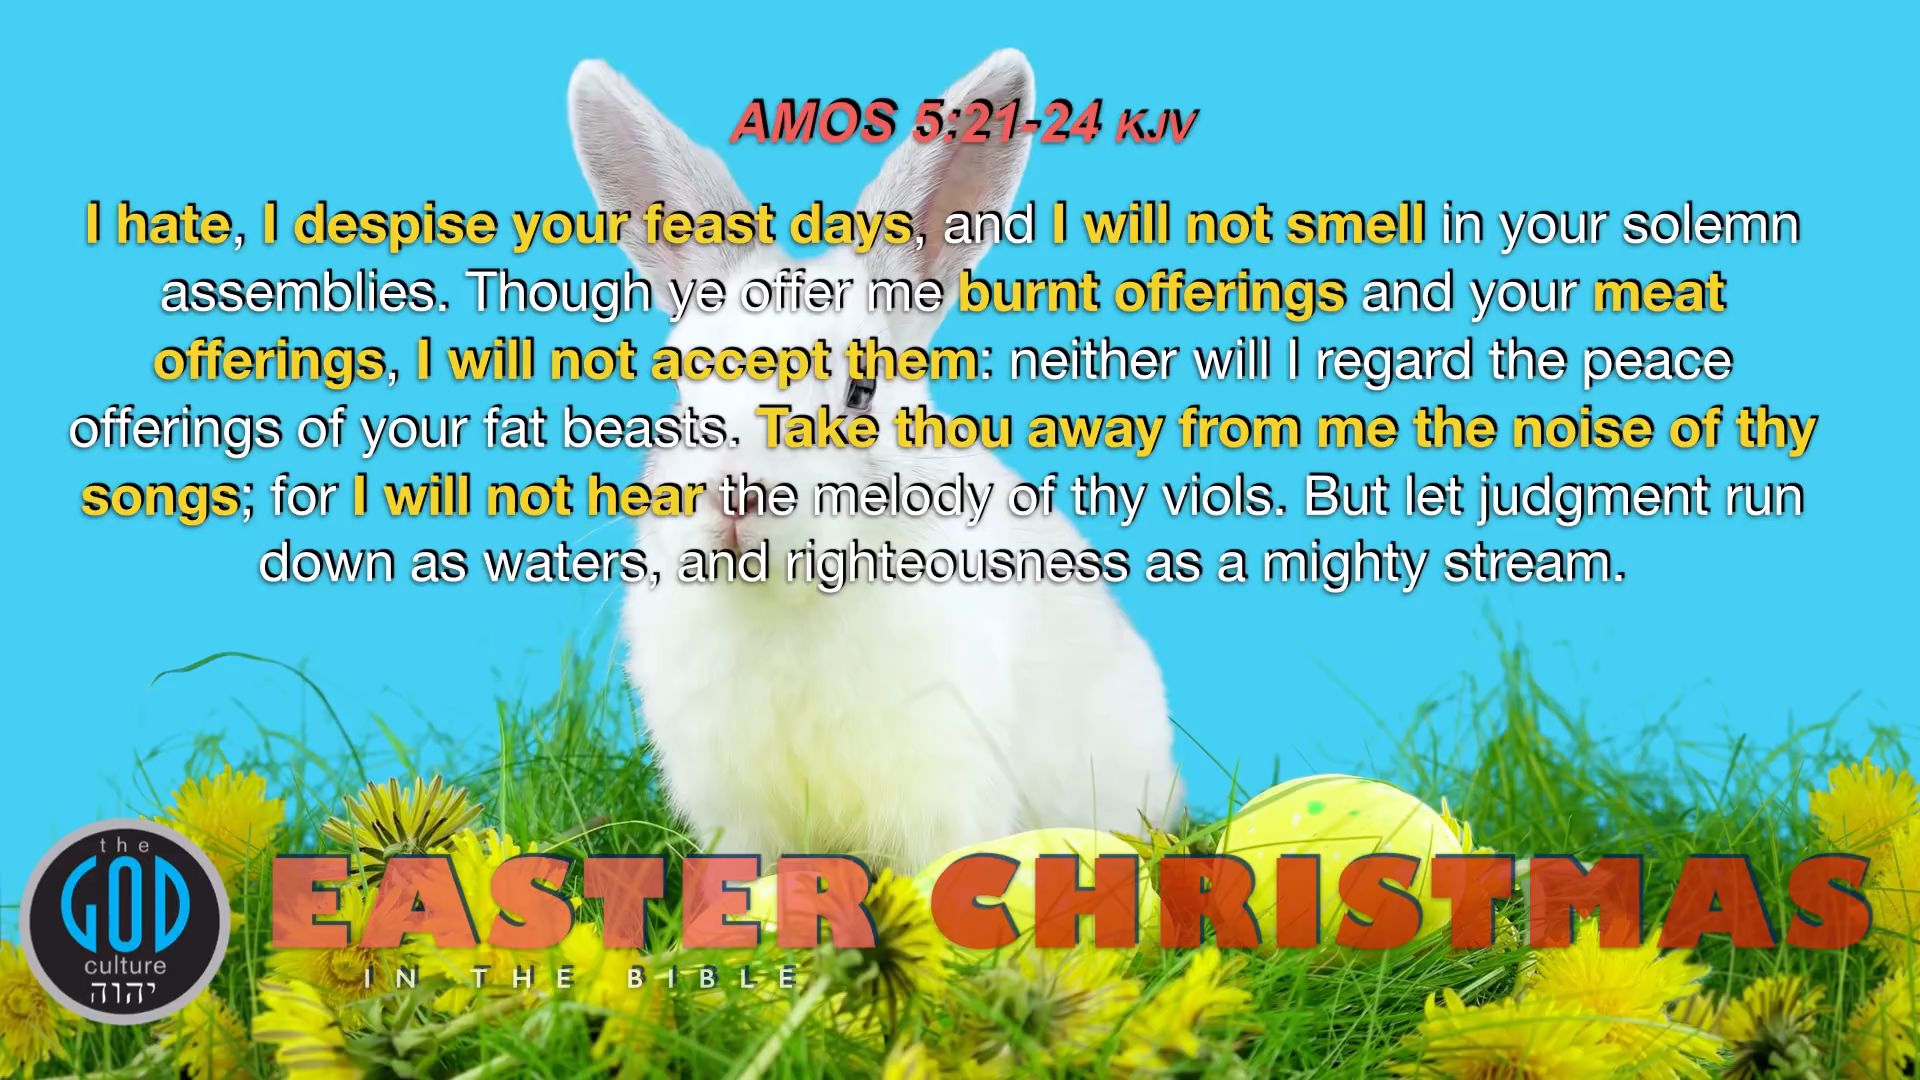 AMOS 5:21-24 KJV
I hate, I despise your feast days, and I will not smell in your solemn
assemblies. Though ye offer me burnt offerings and your meat
offerings, I will not accept them: neither will I regard the peace
offerings of your fat beasts. Take thou away from me the noise of thy
songs; for I will not hear the melody of thy viols. But let judgment run
down as waters, and righteousness as a mighty stream.
the
GOD
culture
יהוה
EASTER CHRISTMAS
IN THE BIBLE